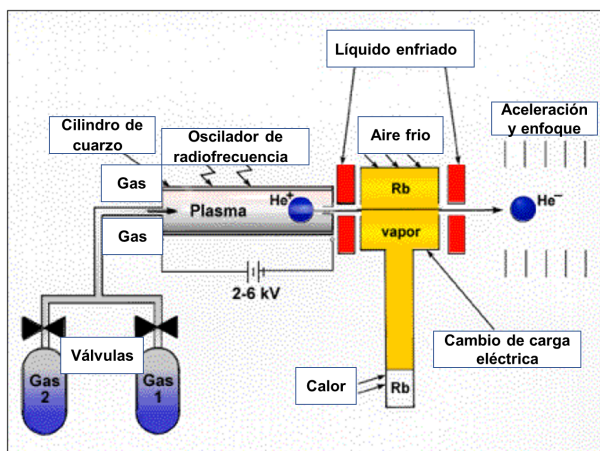 Líquido enfriado
Aceleración
y enfoque
Cilindro de
cuarzo
Oscilador de
radiofrecuencia
Aire frio
Gas
Rb
He+
He−
Plasma
Gas
vapor
2-6 kV
Válvulas
Cambio de carga
eléctrica
Gas
2
Gas
1
Calor
Rb